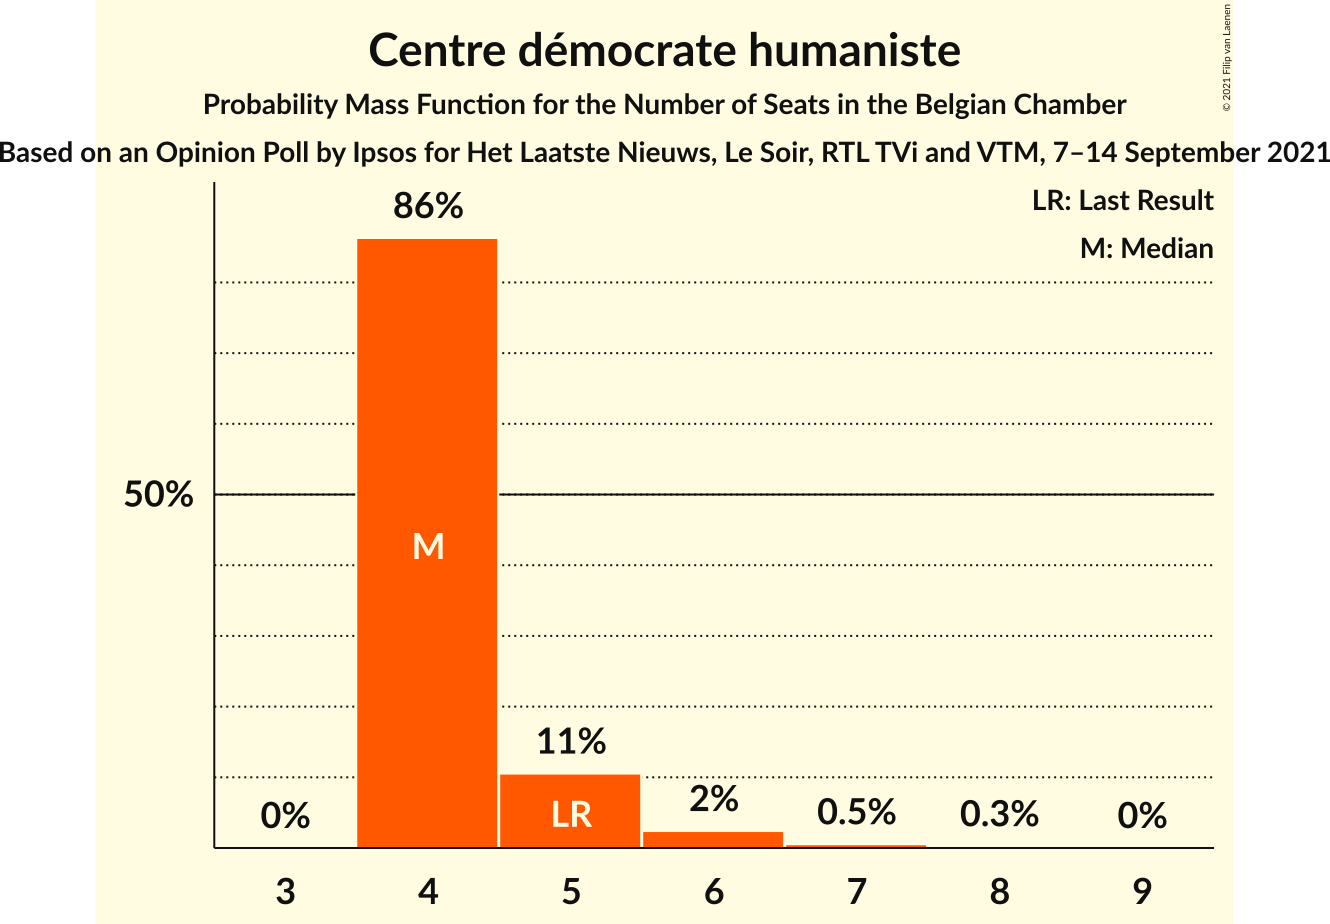 Centre démocrate humaniste
Probability Mass Function for the Number of Seats in the Belgian Chamber
Based on an Opinion Poll by Ipsos for Het Laatste Nieuws, Le Soir, RTL TVi and VTM, 7–14 September 2021
© 2021 Filip van Laenen
LR: Last Result
M: Median
86%
50%
M
11%
LR
0%
2%
0.5%
0.3%
0%
3 4 5 6 7 8 9